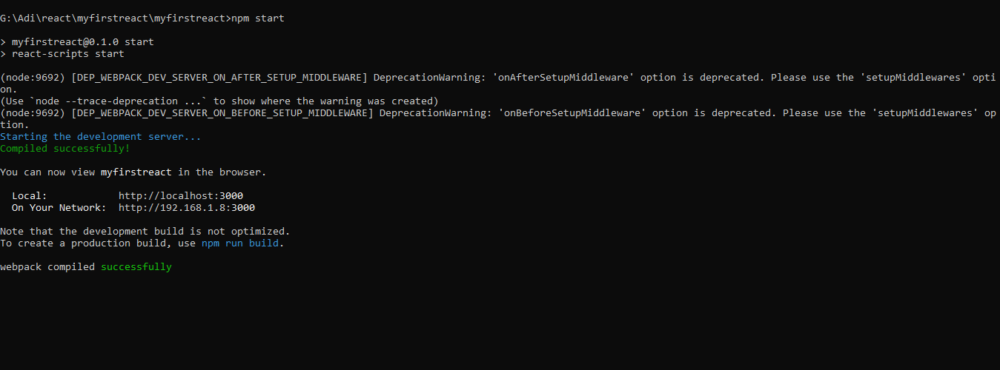 G:\Adi\react\myfirstreact\myfirstreact>npm start
> myfirstreact@0.1.0 start
> react-scripts start
(node:9692) [DEP_WEBPACK_DEV_SERVER_ON_AFTER_SETUP_MIDDLEWARE] DeprecationWarning: 'onAfterSetupMiddleware' option is deprecated. Please use the 'setupMiddlewares' opti
on.
(Use `node --trace-deprecation ...` to show where the warning was created)
(node:9692) [DEP_WEBPACK_DEV_SERVER_ON_BEFORE_SETUP_MIDDLEWARE] DeprecationWarning: 'onBeforeSetupMiddleware' option is deprecated. Please use the 'setupMiddlewares' op
tion.
Starting the development server...
Compiled successfully!
You can now view myfirstreact in the browser.
Local: http://localhost:3000
On Your Network: http://192.168.1.8:3000
Note that the development build is not optimized.
To create a production build, use npm run build.
webpack compiled successfully